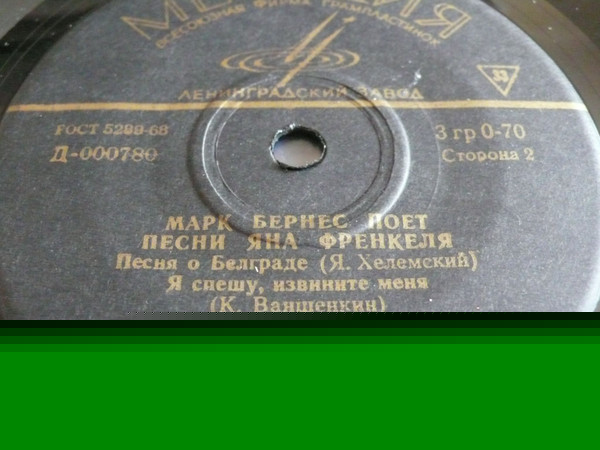 МЕЛОДИЯ
ВСЕСОЮЗНАЯ ФИРМА ГРАМПЛАСТИНОК
ЛЕНИНГРАДСКИЙ ЗАВОД
33
ГОСТ 5289-68
3 гр 0-70
Д-000780
Сторона 2
МАРК БЕРНЕС ПОЕТ
ПЕСНИ ЯНА ФРЕНКЕЛЯ
Песня о Белграде (Я. Хелемский)
Я спешу, извините меня
(К. Ваншенкин)